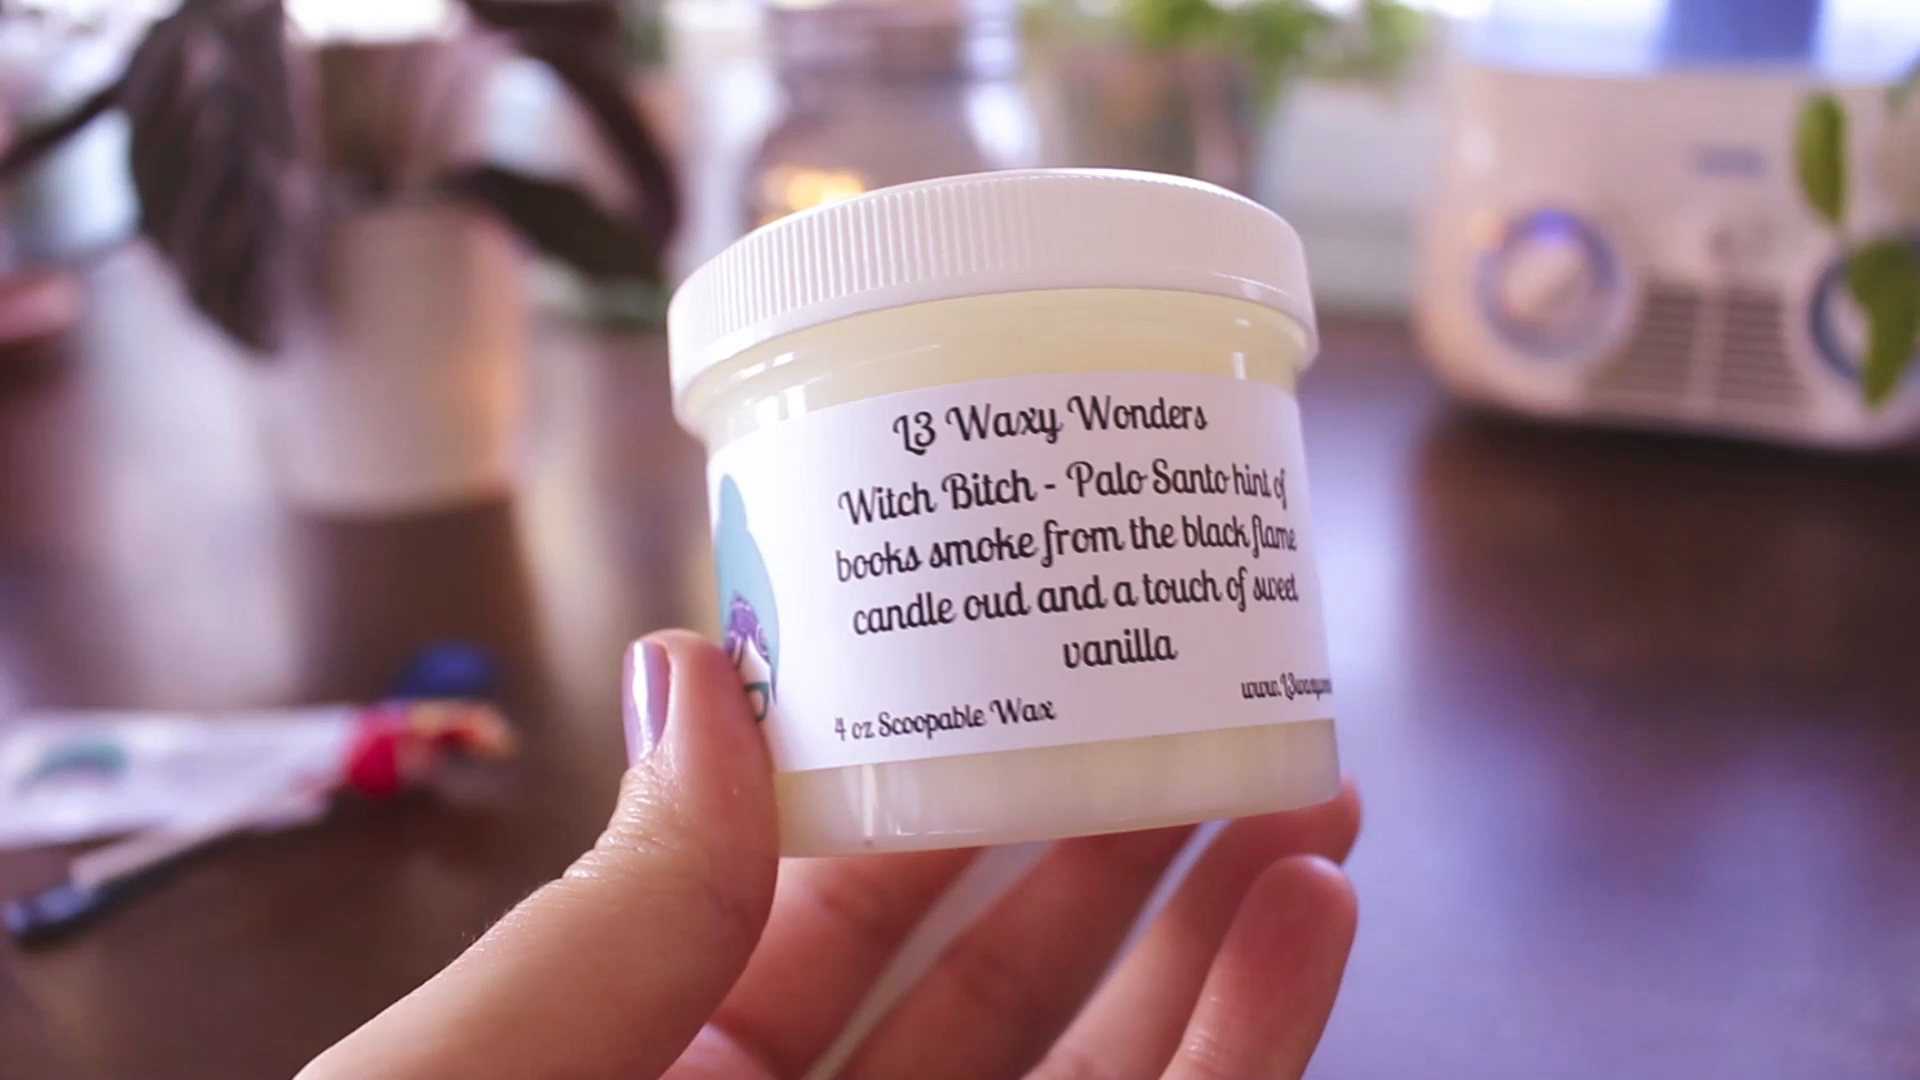 L3 Waxy Wonders
Witch Bitch - Palo Santo hint of
books smoke from the black flame
candle oud and a touch of sweet
vanilla
4 oz Scoopable Wax